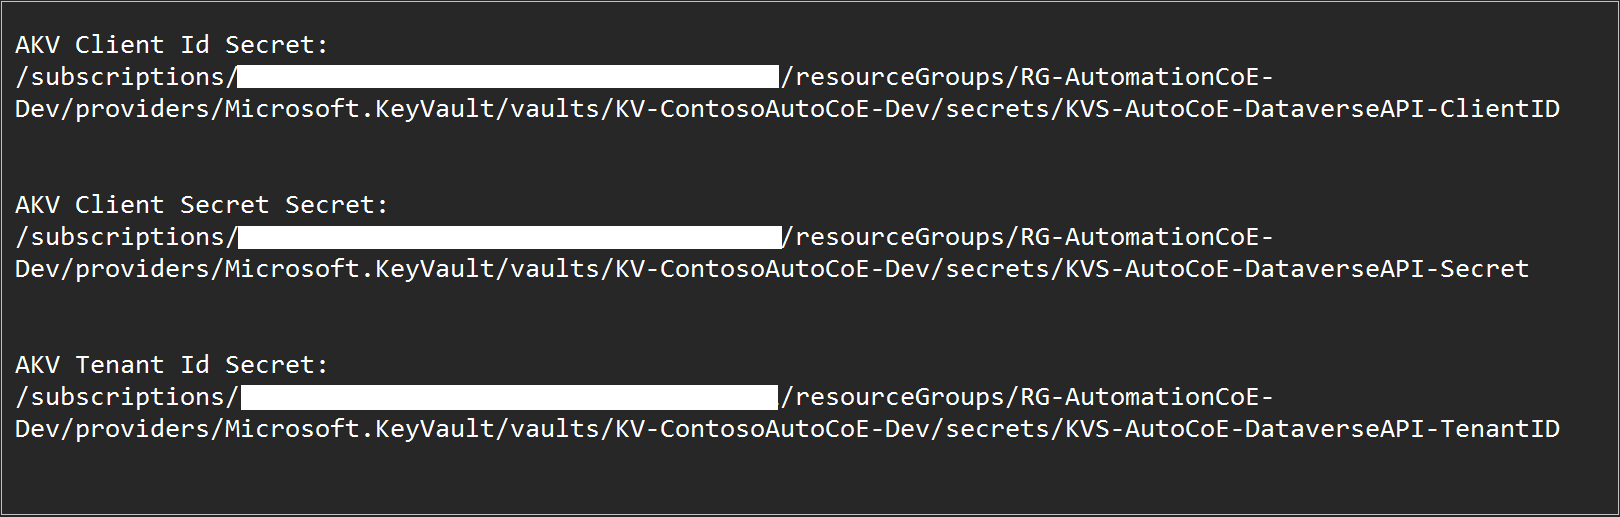 AKV Client Id Secret:
/subscriptions/ /resourceGroups/RG-AutomationCoE-
Dev/providers/Microsoft.KeyVault/vaults/KV-ContosoAutoCoE-Dev/secrets/KVS-AutoCoE-DataverseAPI-ClientID
AKV Client Secret Secret:
/subscriptions/ /resourceGroups/RG-AutomationCoE-
Dev/providers/Microsoft.KeyVault/vaults/KV-ContosoAutoCoE-Dev/secrets/KVS-AutoCoE-DataverseAPI-Secret
AKV Tenant Id Secret:
/subscriptions/ /resourceGroups/RG-AutomationCoE-
Dev/providers/Microsoft.KeyVault/vaults/KV-ContosoAutoCoE-Dev/secrets/KVS-AutoCoE-DataverseAPI-TenantID